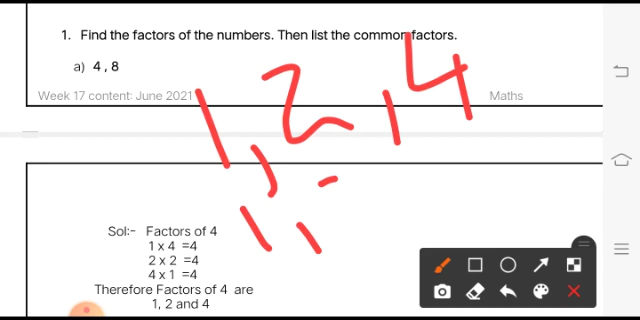 1. Find the factors of the numbers. Then list the common factors.
a) 4 , 8
Week 17 content: June 2021 Maths
1, 2, 4
Sol:- Factors of 4
1 x 4 =4
2 x 2 =4
4 x 1 =4
Therefore Factors of 4 are
1, 2 and 4